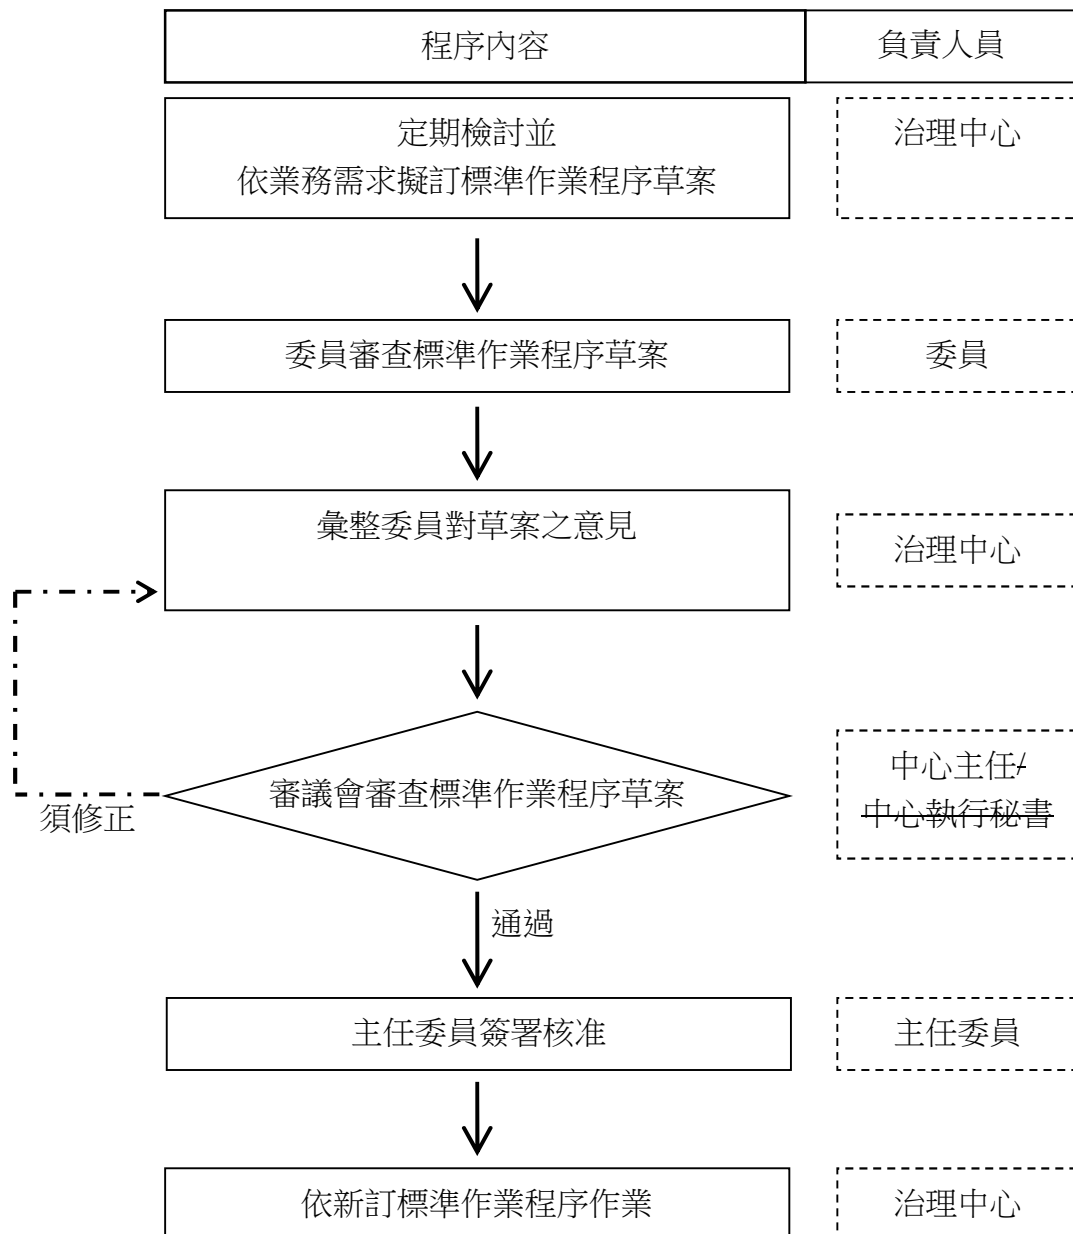 程序內容
負責人員
定期檢討並
依業務需求擬訂標準作業程序草案
治理中心
委員審查標準作業程序草案
委員
彙整委員對草案之意見
治理中心
審議會審查標準作業程序草案
中心主任/
中心執行秘書
須修正
通過
主任委員簽署核准
主任委員
依新訂標準作業程序作業
治理中心